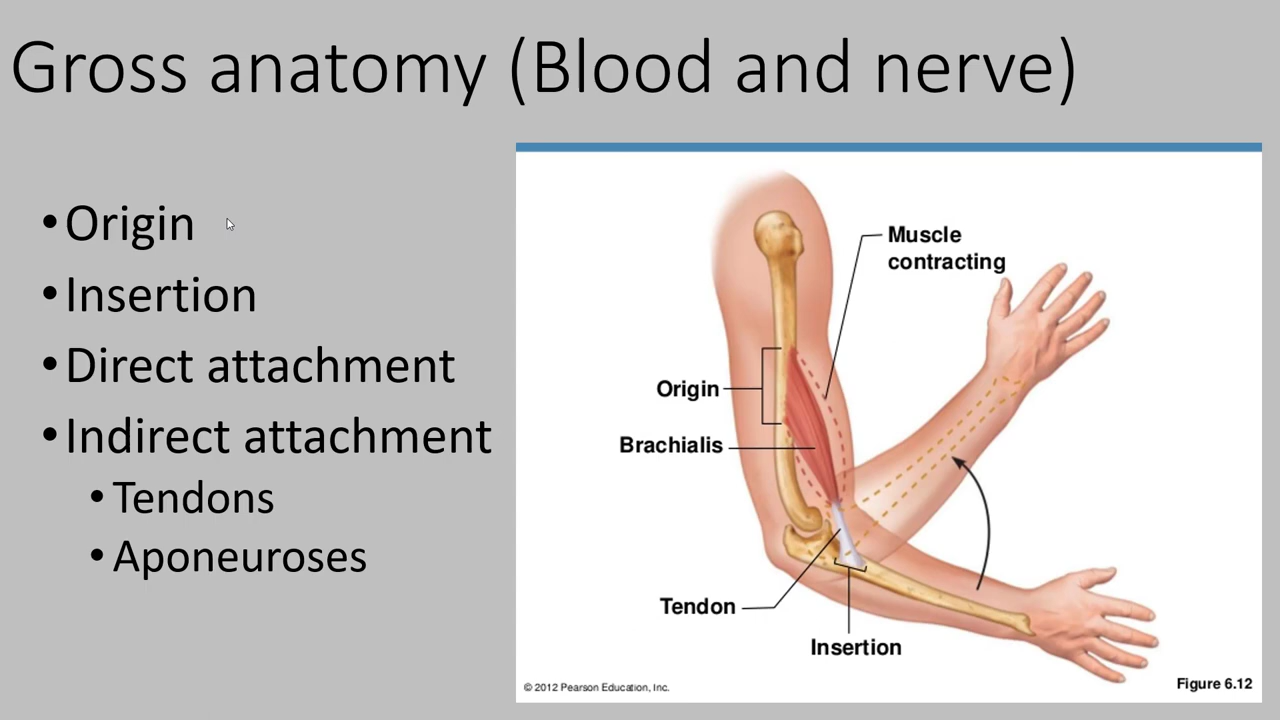 Gross anatomy (Blood and nerve)
•Origin
•Insertion
•Direct attachment
•Indirect attachment
•Tendons
•Aponeuroses
Muscle
contracting
Origin
Brachialis
Tendon
Insertion
© 2012 Pearson Education, Inc.
Figure 6.12